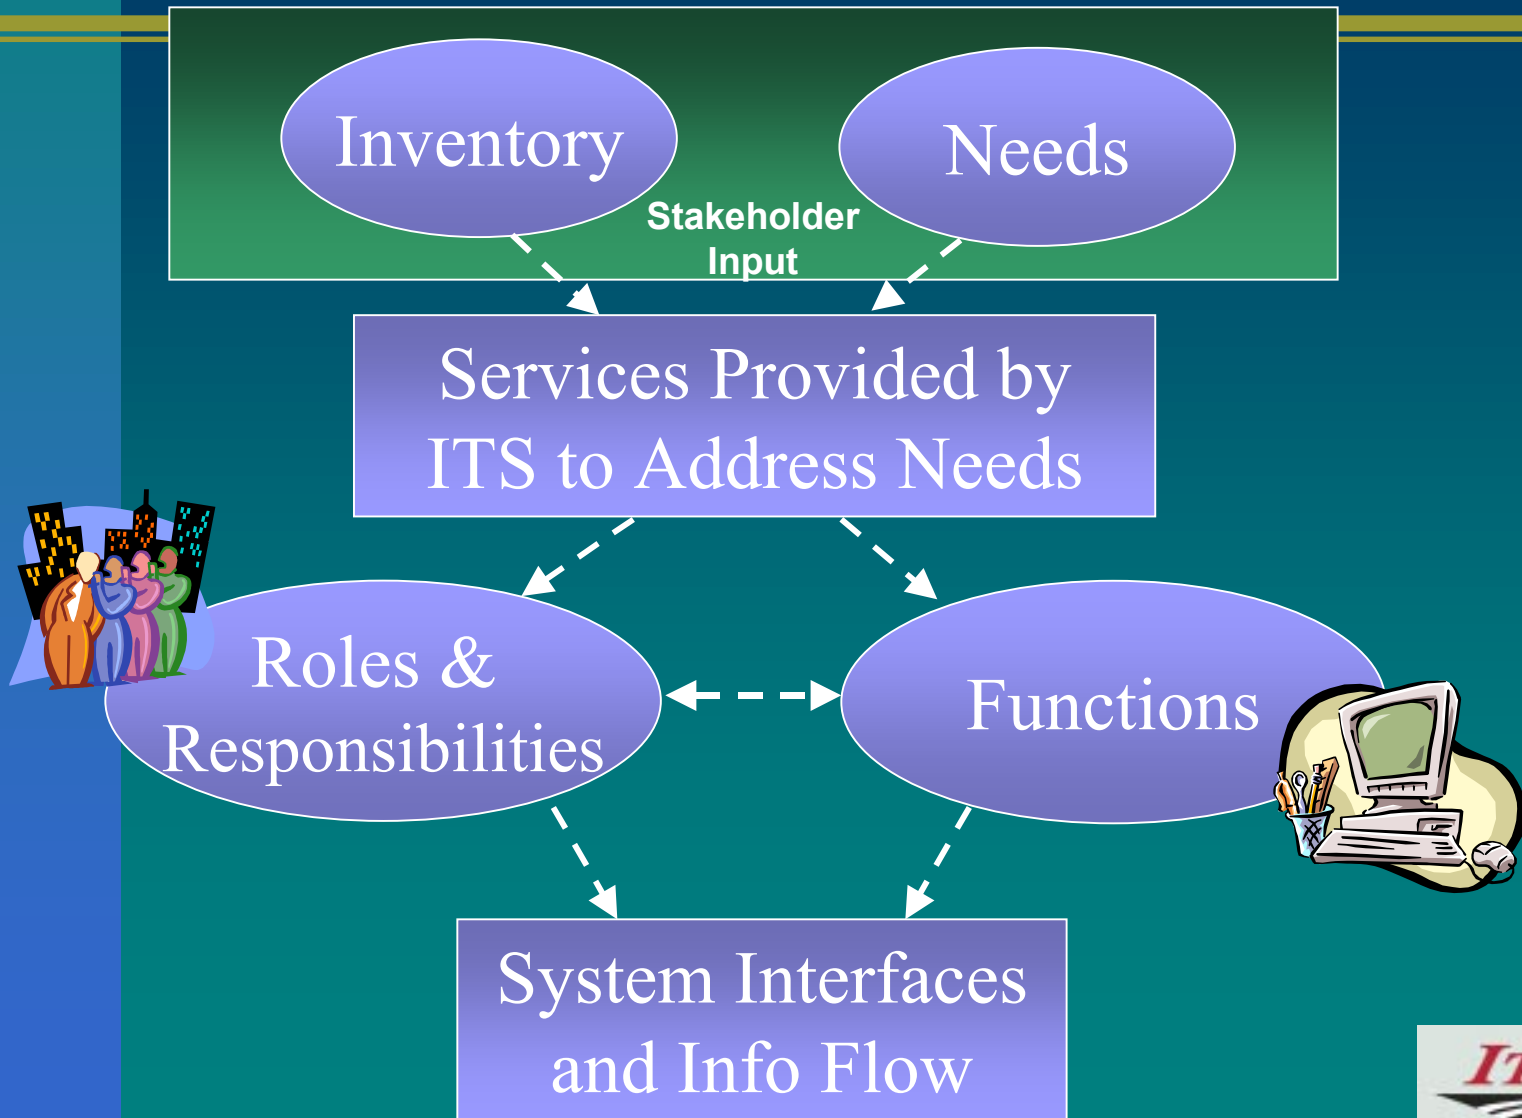 Inventory
Needs
Stakeholder
Input
Services Provided by
ITS to Address Needs
Roles &
Responsibilities
Functions
System Interfaces
and Info Flow